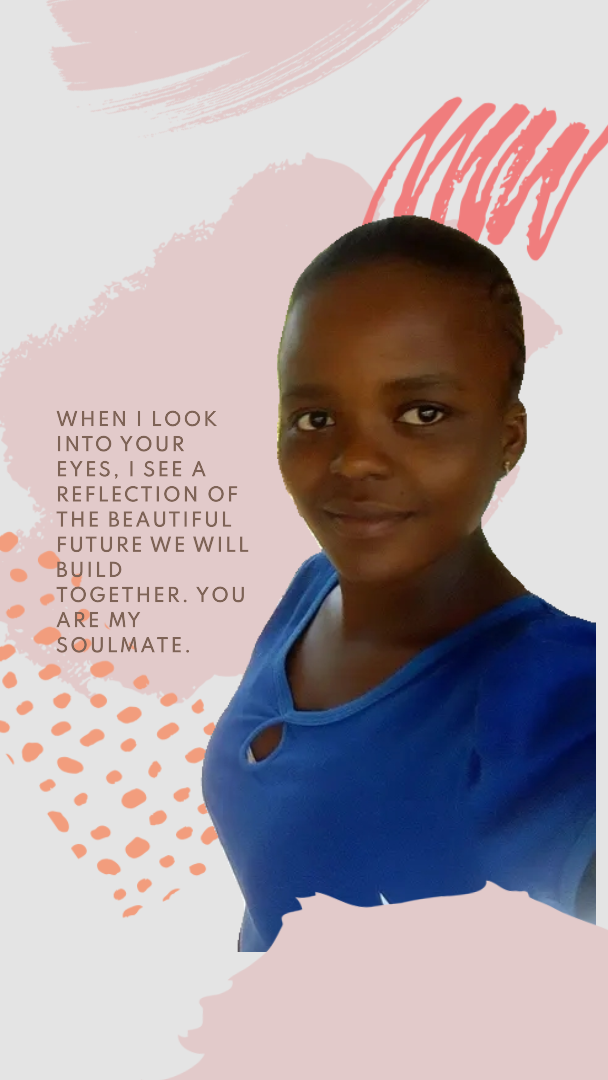 WHEN I LOOK
INTO YOUR
EYES, I SEE A
REFLECTION OF
THE BEAUTIFUL
FUTURE WE WILL
BUILD
TOGETHER. YOU
ARE MY
SOULMATE.